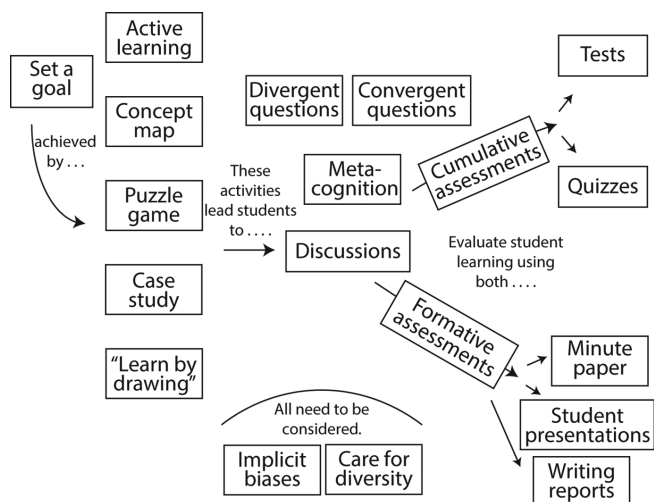 Set a
goal
achieved
by . . .
Active
learning
Concept
map
Puzzle
game
Case
study
“Learn by
drawing”
These
activities
lead students
to . . . .
Divergent
questions
Convergent
questions
Meta-
cognition
Discussions
Cumulative
assessments
Tests
Quizzes
Evaluate student
learning using
both . . . .
Formative
assessments
Minute
paper
Student
presentations
Writing
reports
All need to be
considered.
Implicit
biases
Care for
diversity